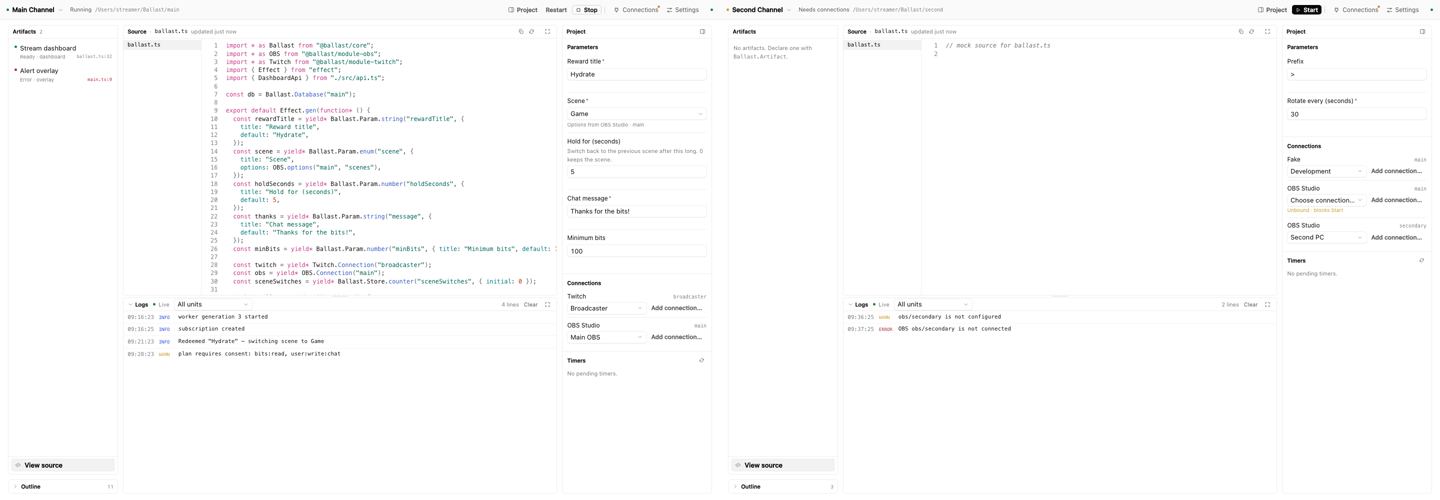 Main Channel Running /Users/streamer/Ballast/main Project Restart Stop Connections Settings
Artifacts 2
Stream dashboard
Ready · dashboard ballast.ts:32
Alert overlay
Error · overlay main.ts:9
View source
Outline 11
Source · ballast.ts updated just now
ballast.ts
1 import * as Ballast from "@ballast/core";
2 import * as OBS from "@ballast/module-obs";
3 import * as Twitch from "@ballast/module-twitch";
4 import { Effect } from "effect";
5 import { DashboardApi } from "./src/api.ts";
6
7 const db = Ballast.Database("main");
8
9 export default Effect.gen(function* () {
10 const rewardTitle = yield* Ballast.Param.string("rewardTitle", {
11 title: "Reward title",
12 default: "Hydrate",
13 });
14 const scene = yield* Ballast.Param.enum("scene", {
15 title: "Scene",
16 options: OBS.options("main", "scenes"),
17 });
18 const holdSeconds = yield* Ballast.Param.number("holdSeconds", {
19 title: "Hold for (seconds)",
20 default: 5,
21 });
22 const thanks = yield* Ballast.Param.string("message", {
23 title: "Chat message",
24 default: "Thanks for the bits!",
25 });
26 const minBits = yield* Ballast.Param.number("minBits", { title: "Minimum bits", default:
27
28 const twitch = yield* Twitch.Connection("broadcaster");
29 const obs = yield* OBS.Connection("main");
30 const sceneSwitches = yield* Ballast.Store.counter("sceneSwitches", { initial: 0 });
31
Logs Live All units 4 lines Clear
09:16:23 INFO worker generation 3 started
09:16:25 INFO subscription created
09:21:23 INFO Redeemed "Hydrate" — switching scene to Game
09:28:23 WARN plan requires consent: bits:read, user:write:chat
Project
Parameters
Reward title *
Hydrate
Scene *
Game
Options from OBS Studio · main
Hold for (seconds)
Switch back to the previous scene after this long. 0
keeps the scene.
5
Chat message *
Thanks for the bits!
Minimum bits
100
Connections
Twitch broadcaster
Broadcaster Add connection...
OBS Studio main
Main OBS Add connection...
Timers
No pending timers.
Second Channel Needs connections /Users/streamer/Ballast/second Project Start Connections Settings
Artifacts
No artifacts. Declare one with
Ballast.Artifact.
View source
Outline 3
Source · ballast.ts updated just now
ballast.ts
1 // mock source for ballast.ts
2
Logs Live All units 2 lines Clear
09:36:25 WARN obs/secondary is not configured
09:37:25 ERROR OBS obs/secondary is not connected
Project
Parameters
Prefix
>
Rotate every (seconds) *
30
Connections
Fake main
Development Add connection...
OBS Studio main
Choose connection... Add connection...
Unbound · blocks Start
OBS Studio secondary
Second PC Add connection...
Timers
No pending timers.